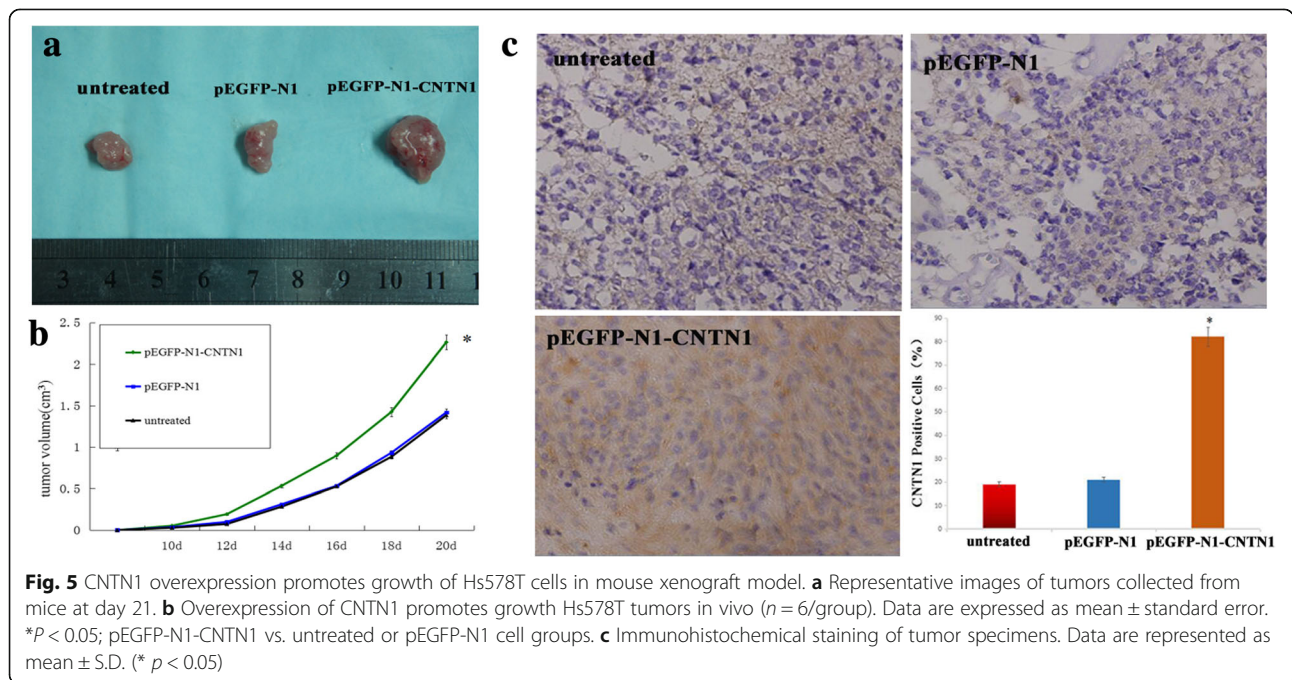 a
untreated
pEGFP-N1
pEGFP-N1-CNTN1
3 4 5 6 7 8 9 10 11 1
b
2.5
2
1.5
1
0.5
0
tumor volume(cm³)
pEGFP-N1-CNTN1
pEGFP-N1
untreated
*
10d 12d 14d 16d 18d 20d
c
untreated
pEGFP-N1
pEGFP-N1-CNTN1
CNTN1 Positive Cells (%)
90
80
70
60
50
40
30
20
10
0
*
untreated pEGFP-N1 pEGFP-N1-CNTN1
Fig. 5 CNTN1 overexpression promotes growth of Hs578T cells in mouse xenograft model. a Representative images of tumors collected from
mice at day 21. b Overexpression of CNTN1 promotes growth Hs578T tumors in vivo (n = 6/group). Data are expressed as mean ± standard error.
*P < 0.05; pEGFP-N1-CNTN1 vs. untreated or pEGFP-N1 cell groups. c Immunohistochemical staining of tumor specimens. Data are represented as
mean ± S.D. (* p < 0.05)